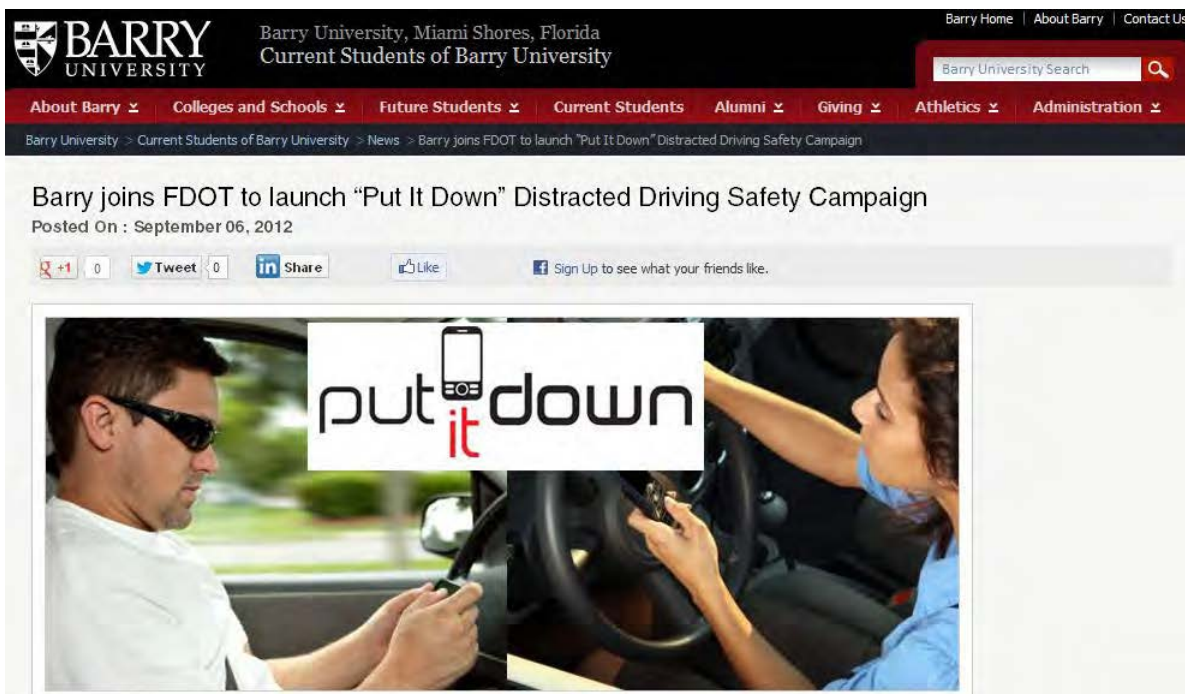 BARRY
UNIVERSITY
Barry University, Miami Shores, Florida
Current Students of Barry University
Barry Home | About Barry | Contact Us
Barry University Search
About Barry Colleges and Schools Future Students Current Students Alumni Giving Athletics Administration
Barry University > Current Students of Barry University > News > Barry joins FDOT to launch "Put It Down" Distracted Driving Safety Campaign
Barry joins FDOT to launch “Put It Down” Distracted Driving Safety Campaign
Posted On : September 06, 2012
g +1 0 Tweet 0 in Share Like f Sign Up to see what your friends like.
put it down